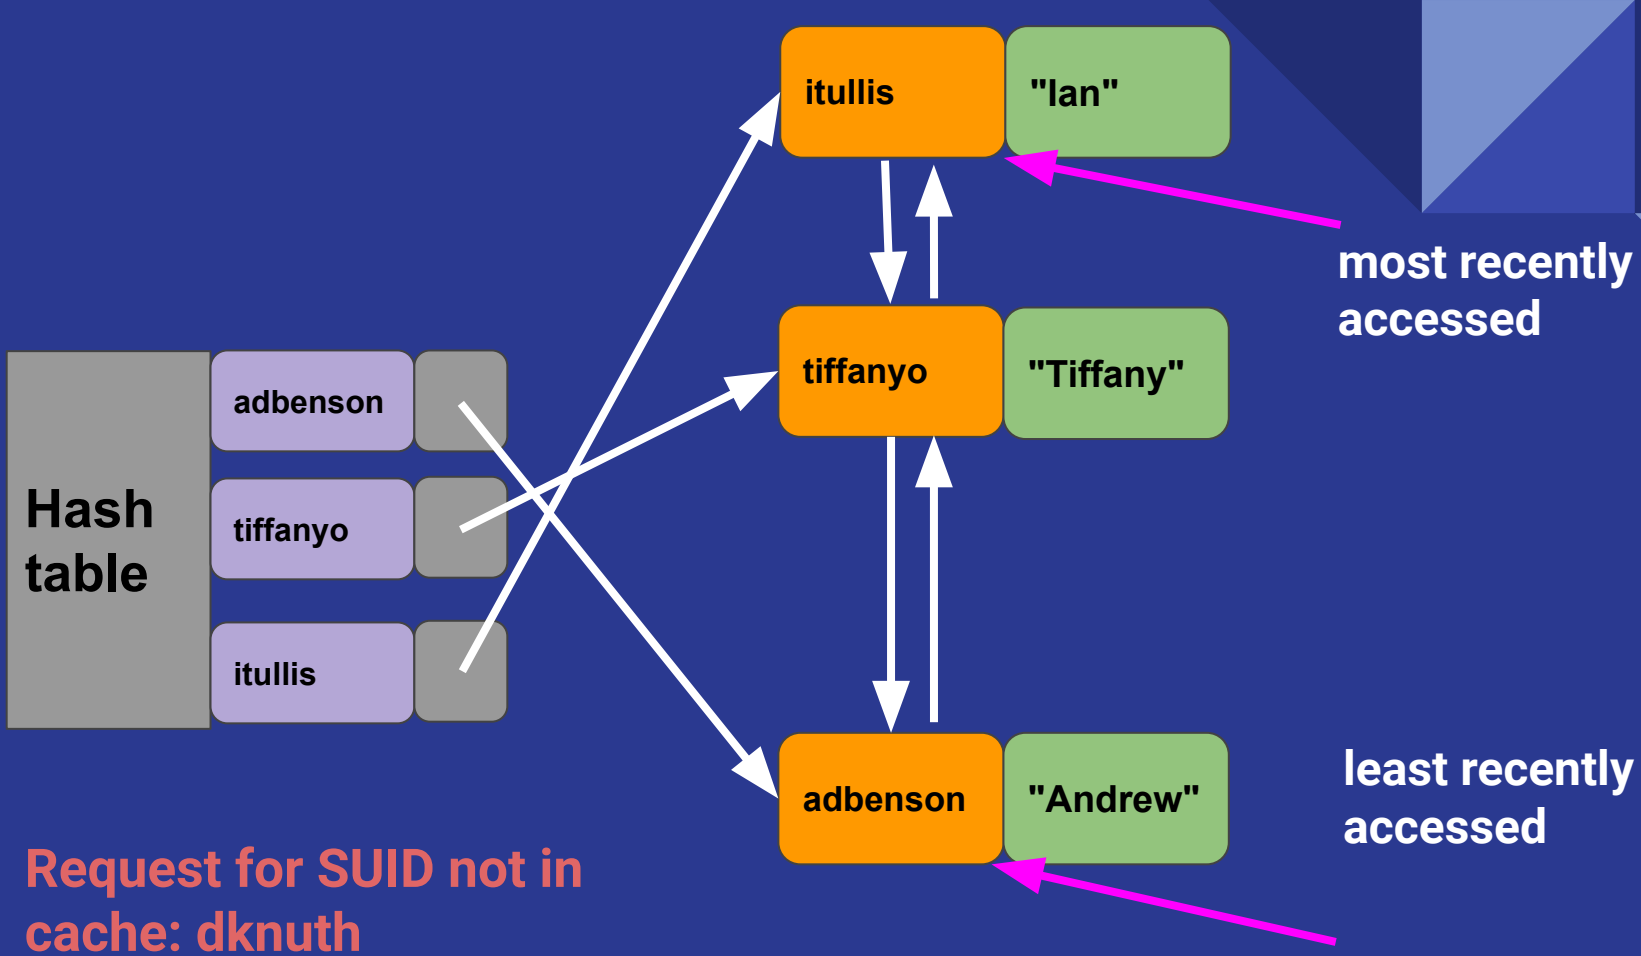 itullis
"Ian"
most recently
accessed
tiffanyo
"Tiffany"
Hash
table
adbenson
tiffanyo
itullis
adbenson
"Andrew"
least recently
accessed
Request for SUID not in
cache: dknuth